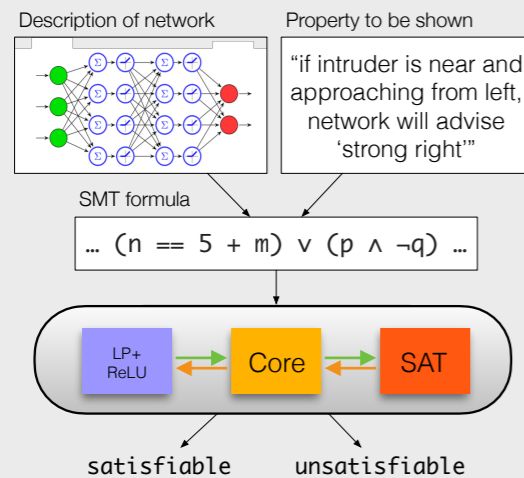 Description of network
Property to be shown
Σ Σ
Σ Σ
Σ Σ
Σ Σ
“if intruder is near and
approaching from left,
network will advise
‘strong right’”
SMT formula
… (n == 5 + m) ∨ (p ∧ ¬q) …
LP+
ReLU
Core
SAT
satisfiable
unsatisfiable